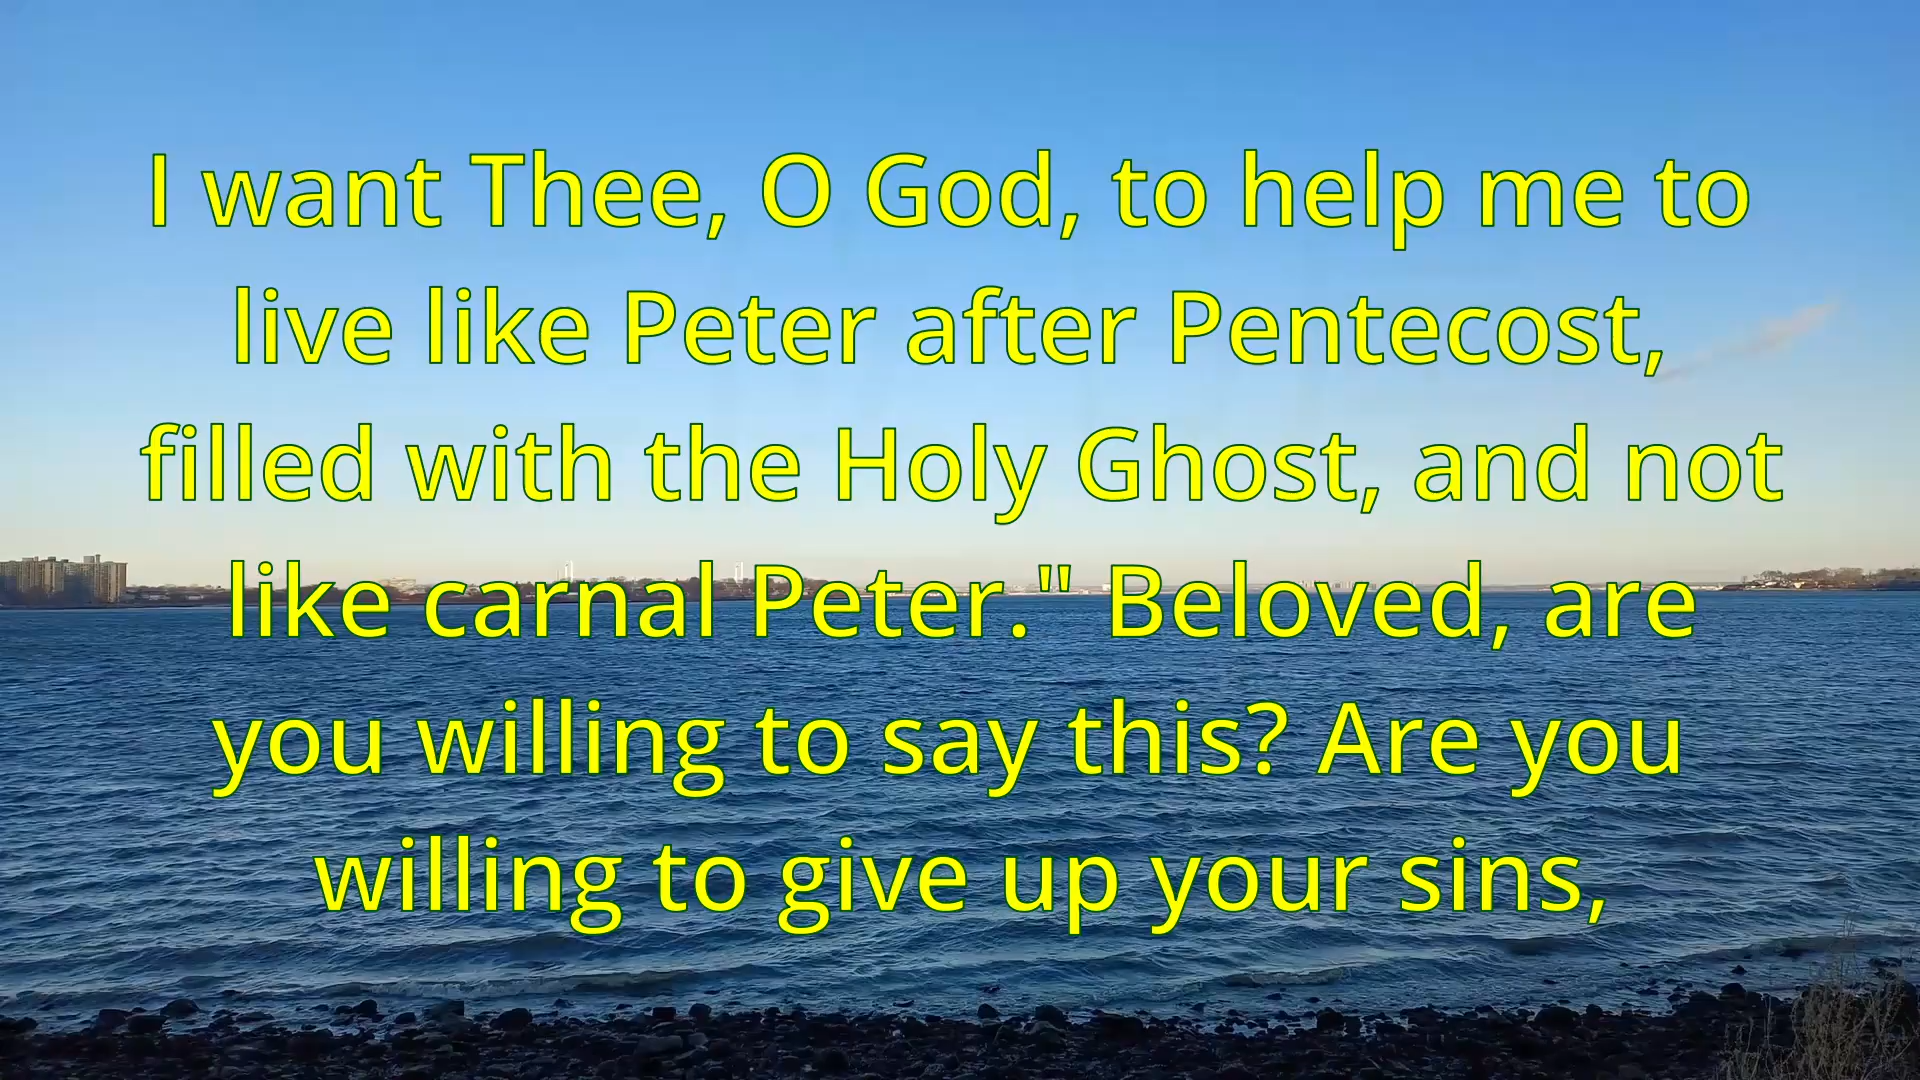 I want Thee, O God, to help me to
live like Peter after Pentecost,
filled with the Holy Ghost, and not
like carnal Peter." Beloved, are
you willing to say this? Are you
willing to give up your sins,